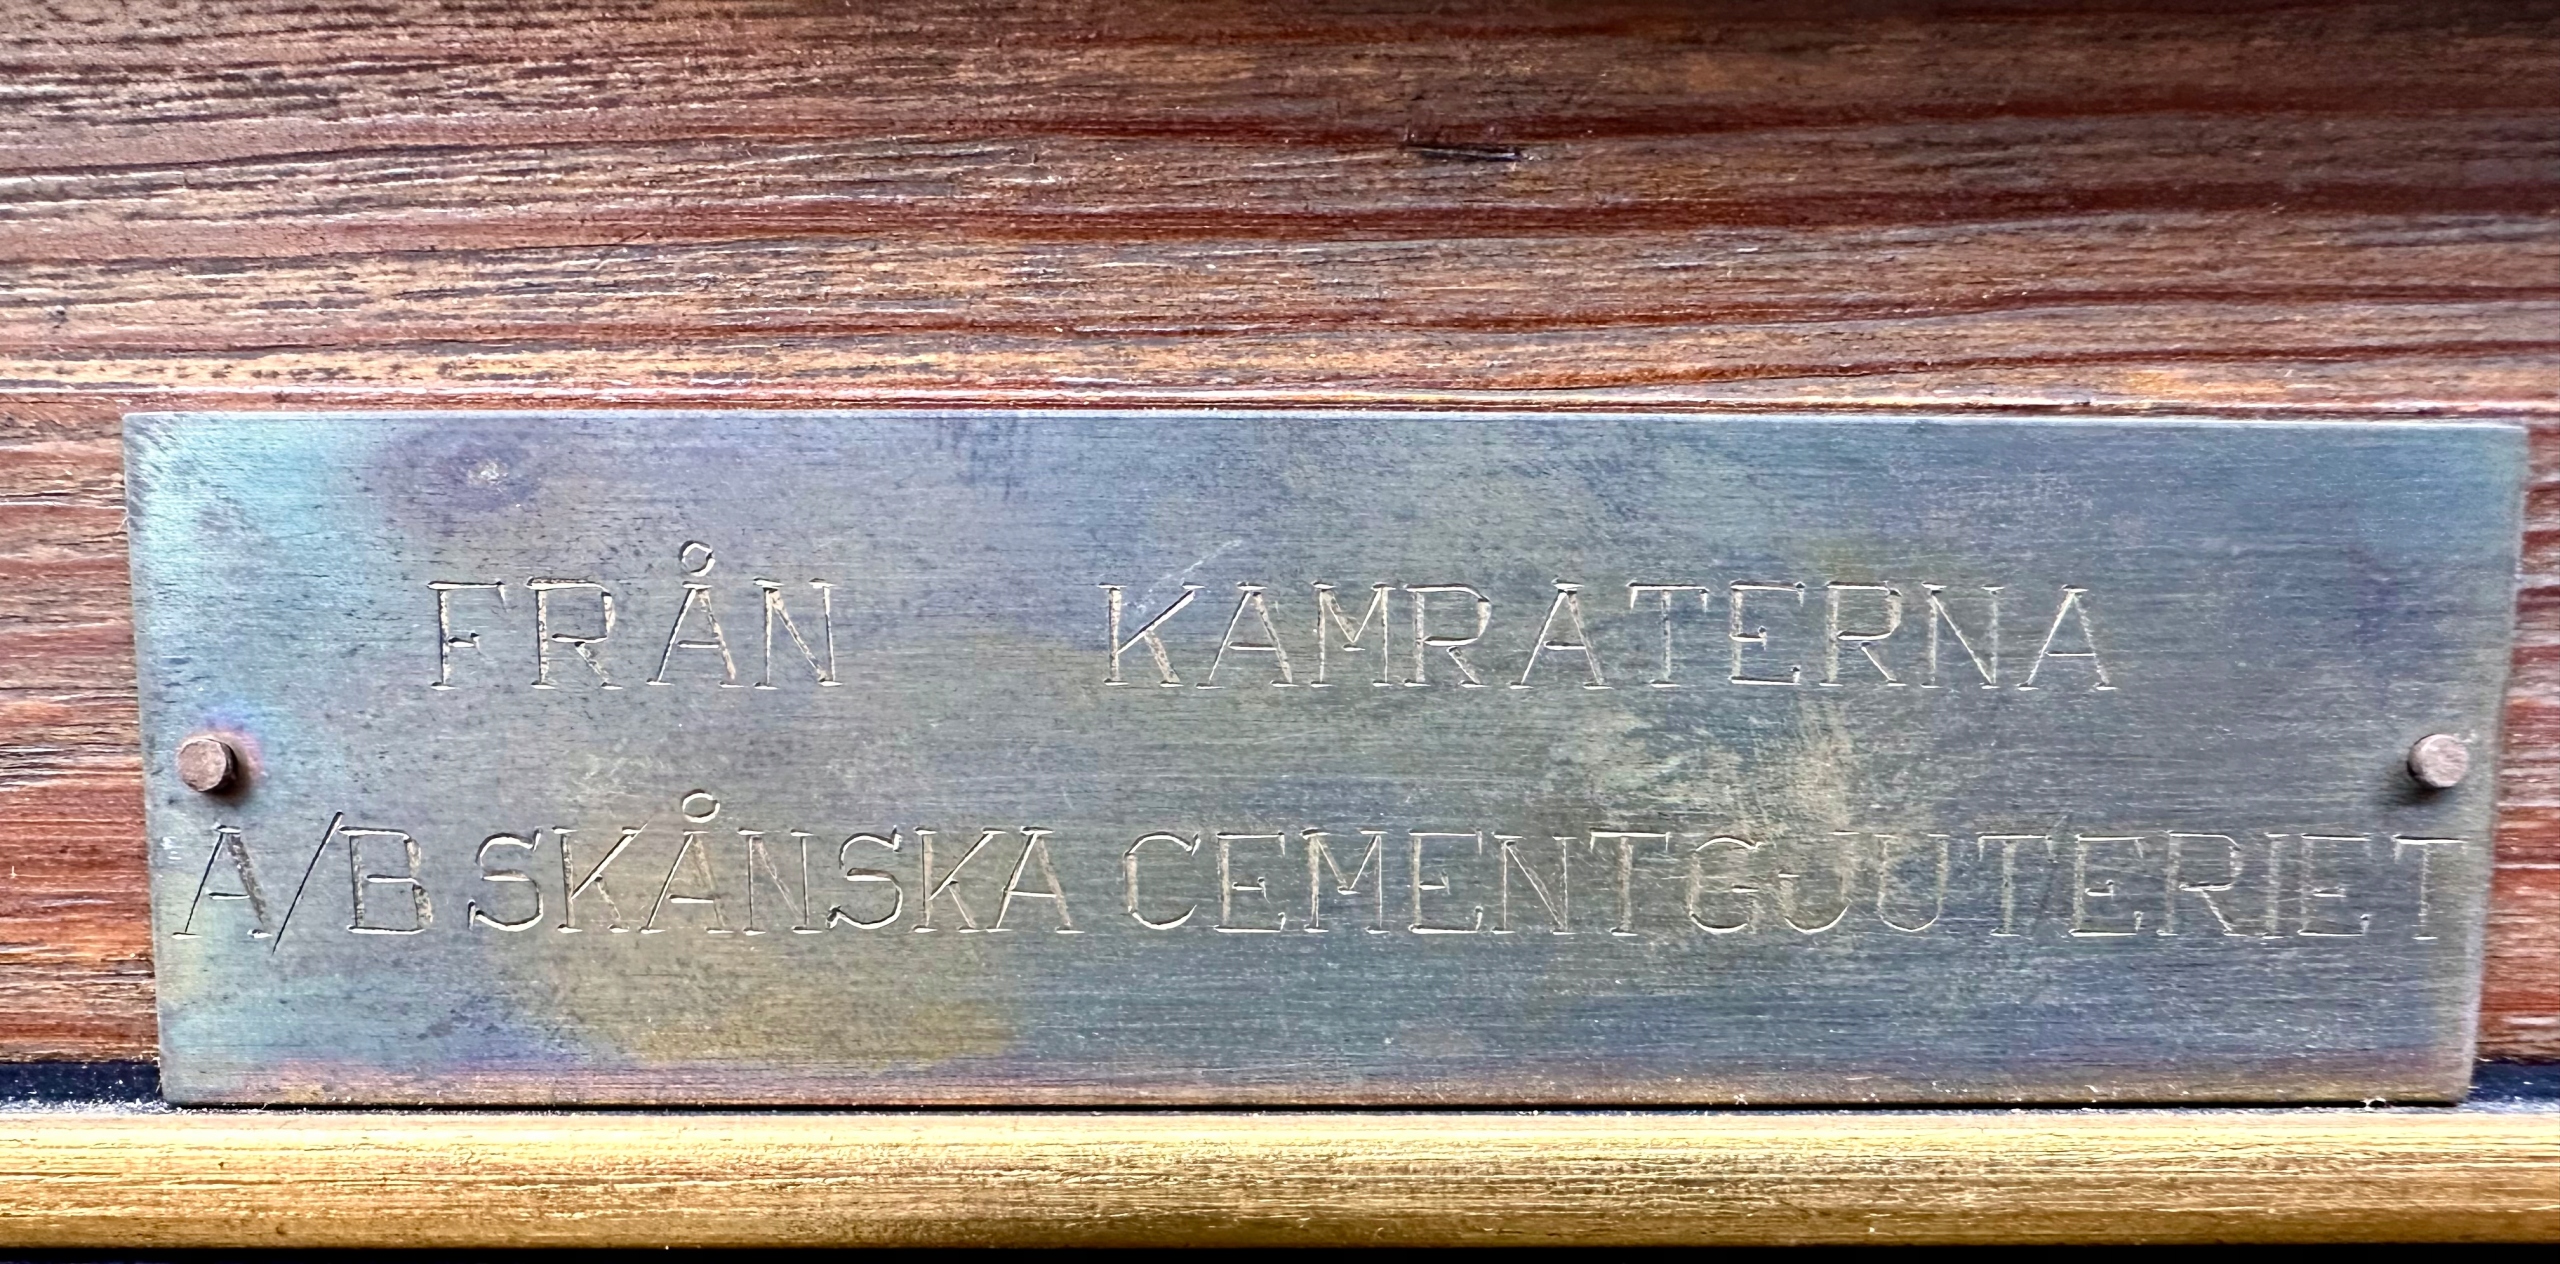 FRÅN KAMRATERNA
A/B SKÅNSKA CEMENTGJUTERIET